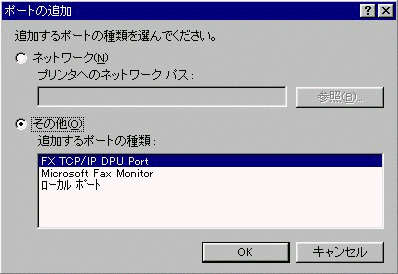 ポートの追加
追加するポートの種類を選んでください。
ネットワーク(N)
プリンタへのネットワーク パス:
参照(B)...
その他(O)
追加するポートの種類:
FX TCP/IP DPU Port
Microsoft Fax Monitor
ローカル ポート
OK
キャンセル